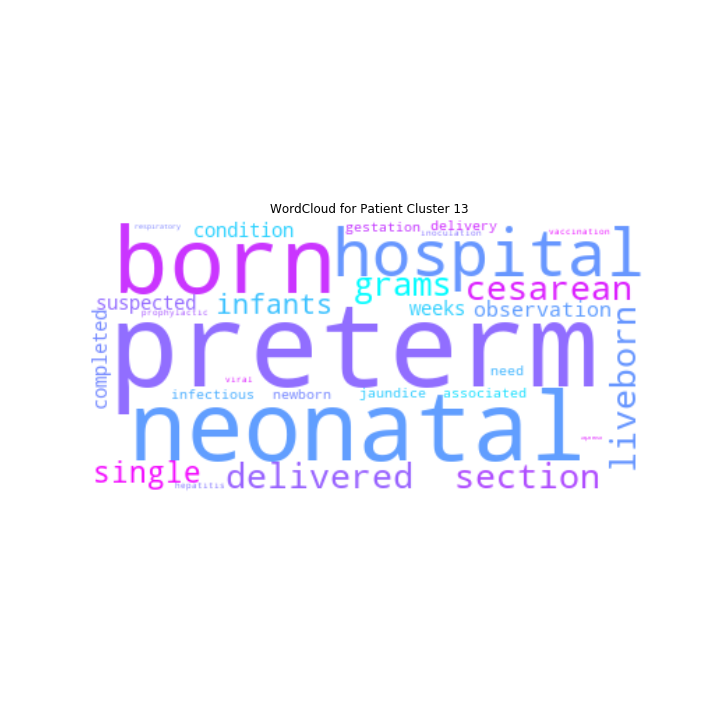 WordCloud for Patient Cluster 13
respiratory
condition
gestation
delivery
inoculation
vaccination
born
hospital
grams
cesarean
suspected
infants
prophylactic
weeks
observation
completed
preterm
liveborn
viral
need
infectious
newborn
jaundice
associated
neonatal
single
hepatitis
delivered
section